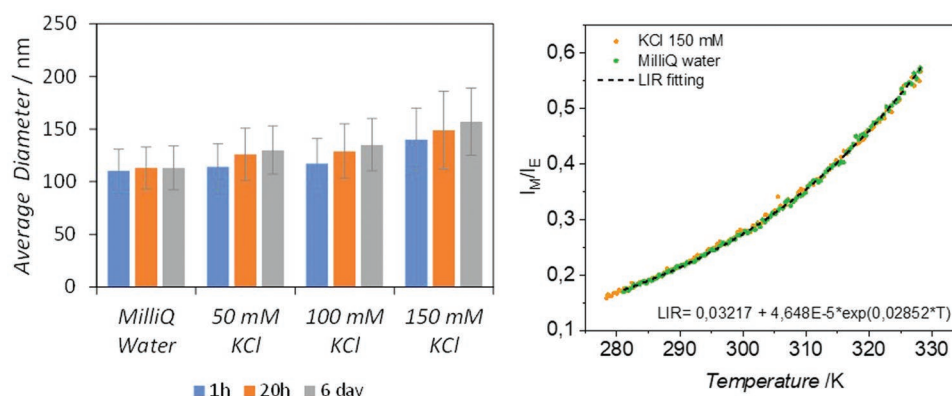 250
200
150
100
50
0
Average Diameter / nm
MilliQ
Water
50 mM
KCl
100 mM
KCl
150 mM
KCl
1h 20h 6 day
0,6
0,5
0,4
0,3
0,2
0,1
I_M/I_E
KCl 150 mM
MilliQ water
LIR fitting
LIR= 0,03217 + 4,648E-5*exp(0,02852*T)
280 290 300 310 320 330
Temperature /K